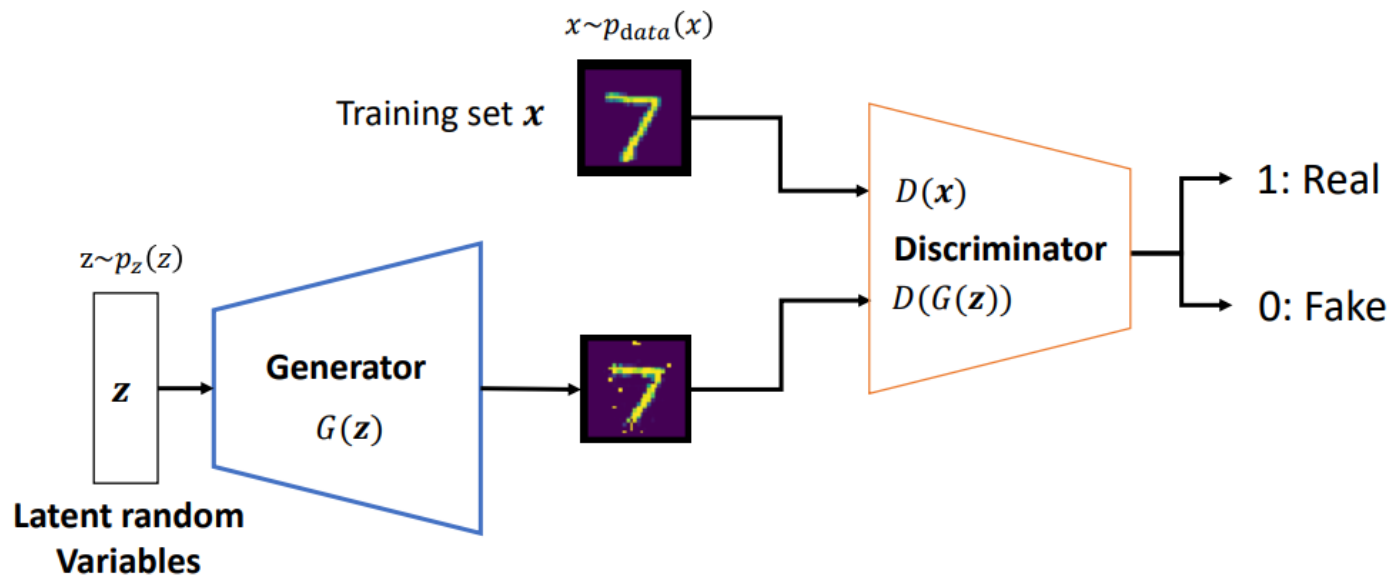 x~p_data(x)
Training set x
D(x)
Discriminator
D(G(z))
1: Real
0: Fake
z~p_z(z)
z
Generator
G(z)
Latent random
Variables